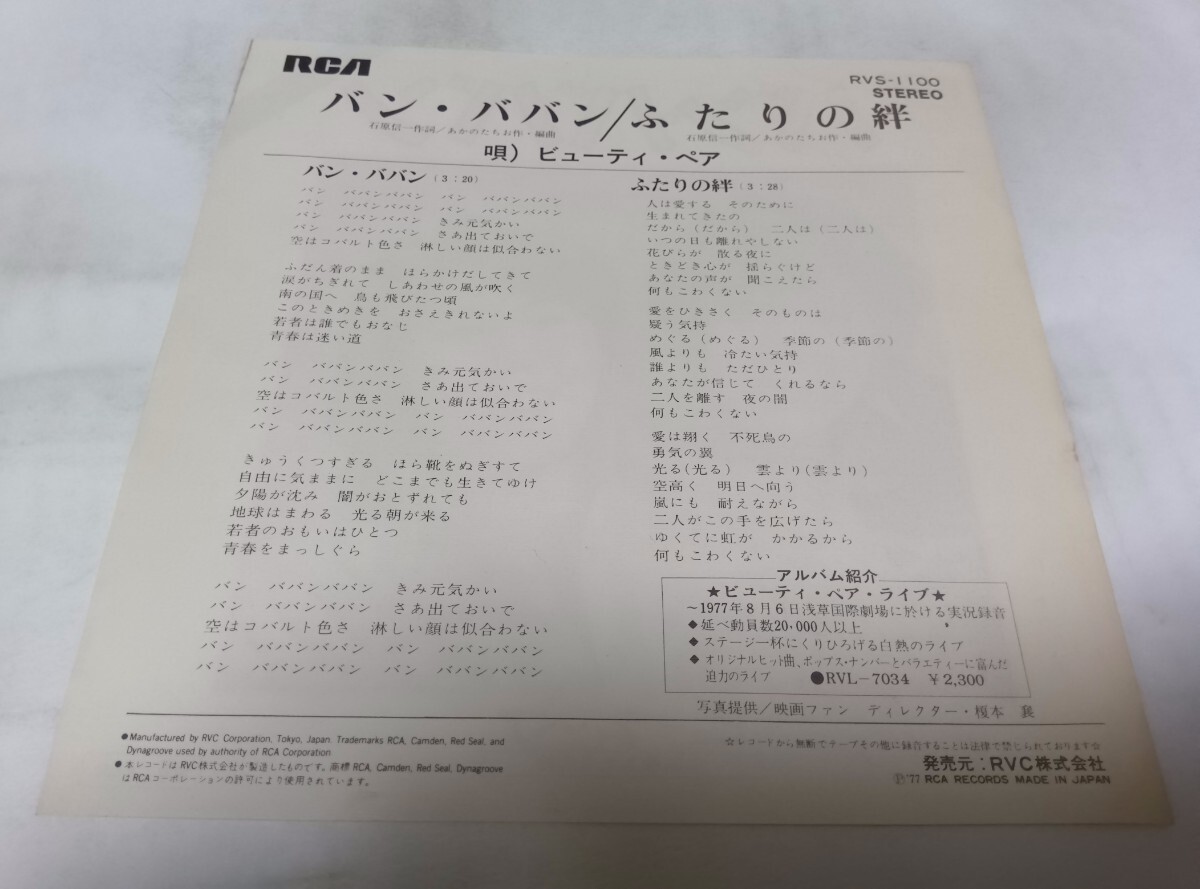 RCA
RVS-1100
STEREO
バン・ババン/ふたりの絆
石原信一作詞/あかのたちお作・編曲
石原信一作詞/あかのたちお作・編曲
唄) ビューティ・ペア
バン・ババン (3:20)
バン ババンババン バン ババンババン
バン ババンババン バン ババンババン
バン ババンババン きみ元気かい
バン ババンババン さあ出ておいで
空はコバルト色さ 淋しい顔は似合わない
ふだん着のまま ほらかけだしてきて
涙がちぎれて しあわせの風が吹く
南の国へ 鳥も飛びたつ頃
このときめきを おさえきれないよ
若者は誰でもおなじ
青春は迷い道
バン ババンババン きみ元気かい
バン ババンババン さあ出ておいで
空はコバルト色さ 淋しい顔は似合わない
バン ババンババン バン ババンババン
バン ババンババン バン ババンババン
きゅうくつすぎる ほら靴をぬぎすて
自由に気ままに どこまでも生きてゆけ
夕陽が沈み 闇がおとずれても
地球はまわる 光る朝が来る
若者のおもいはひとつ
青春をまっしぐら
バン ババンババン きみ元気かい
バン ババンババン さあ出ておいで
空はコバルト色さ 淋しい顔は似合わない
バン ババンババン バン ババンババン
バン ババンババン バン ババンババン
ふたりの絆 (3:28)
人は愛する そのために
生まれてきたの
だから(だから) 二人は(二人は)
いつの日も離れやしない
花びらが 散る夜に
ときどき心が 揺らぐけど
あなたの声が 聞こえたら
何もこわくない
愛をひきさく そのものは
疑う気持
めぐる(めぐる) 季節の(季節の)
風よりも 冷たい気持
誰よりも ただひとり
あなたが信じて くれるなら
二人を離す 夜の闇
何もこわくない
愛は翔く 不死鳥の
勇気の翼
光る(光る) 雲より(雲より)
空高く 明日へ向う
嵐にも 耐えながら
二人がこの手を広げたら
ゆくてに虹が かかるから
何もこわくない
アルバム紹介
★ビューティ・ペア・ライブ★
~1977年8月6日浅草国際劇場に於ける実況録音
◆延べ動員数20,000人以上
◆ステージ一杯にくりひろげる白熱のライブ
◆オリジナルヒット曲、ポップス・ナンバーとバラエティーに富んだ
迫力のライブ ●RVL-7034 ¥2,300
写真提供/映画ファン ディレクター・榎本 襄
●Manufactured by RVC Corporation, Tokyo, Japan. Trademarks RCA, Camden, Red Seal, and
Dynagroove used by authority of RCA Corporation
●本レコードはRVC株式会社が製造したものです。商標RCA, Camden, Red Seal, Dynagroove
はRCAコーポレーションの許可により使用されています。
☆レコードから無断でテープその他に録音することは法律で禁じられております☆
発売元:RVC株式会社
Ⓟ'77 RCA RECORDS MADE IN JAPAN